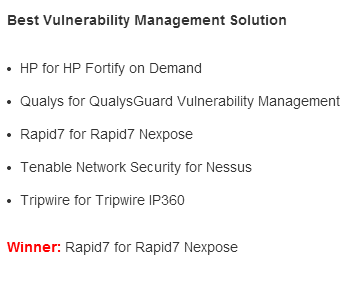 Best Vulnerability Management Solution
• HP for HP Fortify on Demand
• Qualys for QualysGuard Vulnerability Management
• Rapid7 for Rapid7 Nexpose
• Tenable Network Security for Nessus
• Tripwire for Tripwire IP360
Winner: Rapid7 for Rapid7 Nexpose